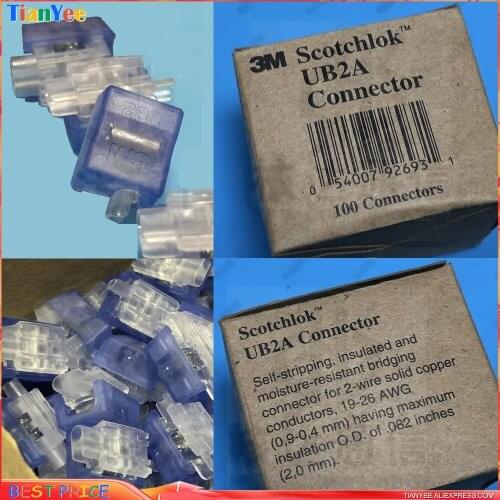 TianYee
3M Scotchlok™
UB2A
Connector
0 54007 92693 1
100 Connectors
3M
Scotchlok™
UB2A Connector
Self-stripping, insulated and
moisture-resistant bridging
connector for 2-wire solid copper
conductors, 19-26 AWG
(0,9-0,4 mm) having maximum
insulation O.D. of .082 inches
(2,0 mm).
BEST PRICE
TIANYEE.ALIEXPRESS.COM